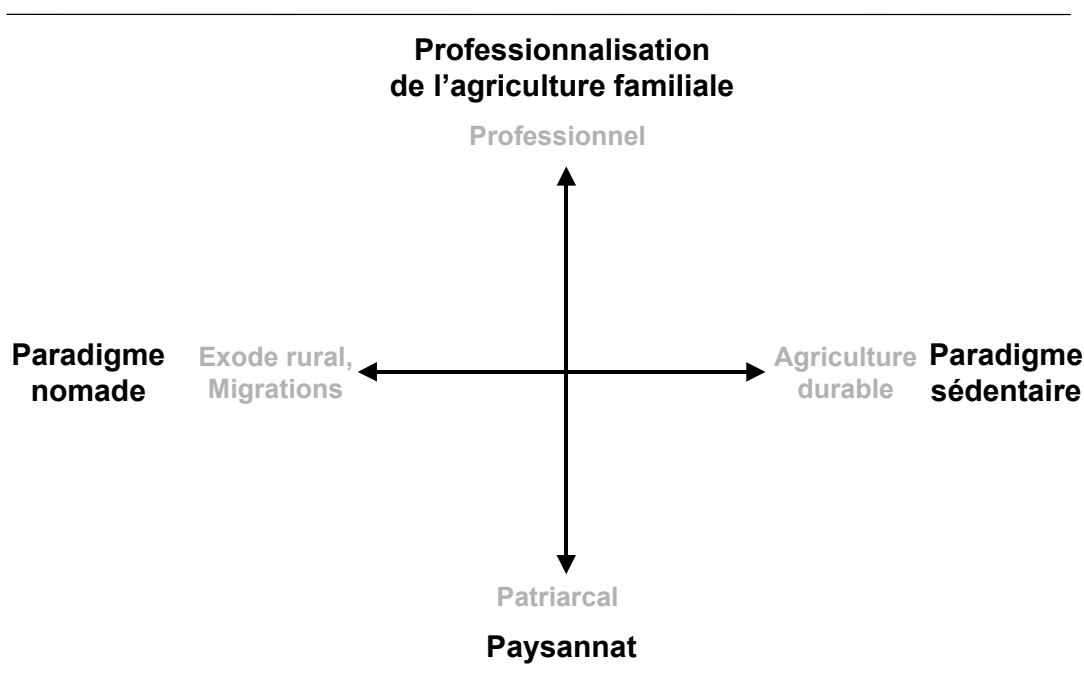 Professionnalisation
de l’agriculture familiale
Professionnel
Paradigme
nomade
Exode rural,
Migrations
Agriculture
durable
Paradigme
sédentaire
Patriarcal
Paysannat